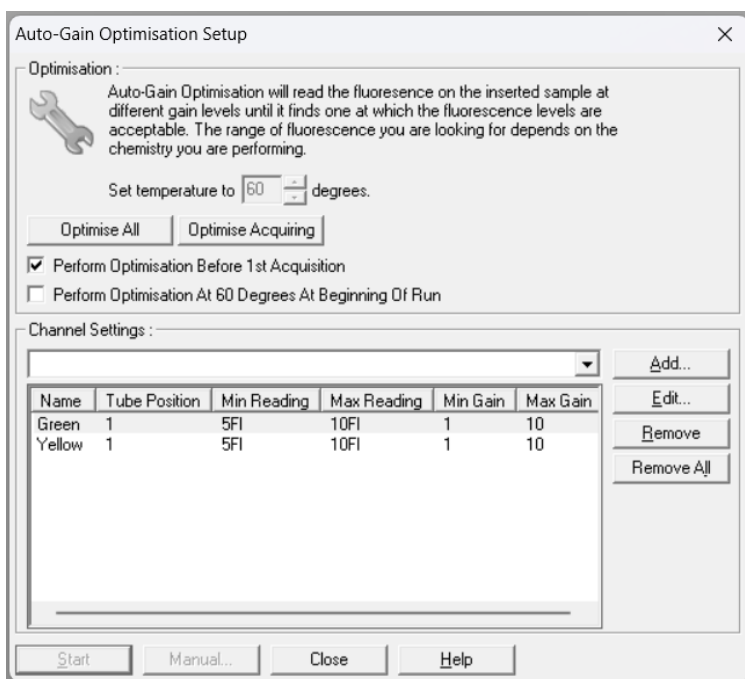 Auto-Gain Optimisation Setup
Optimisation :
Auto-Gain Optimisation will read the fluoresence on the inserted sample at
different gain levels until it finds one at which the fluorescence levels are
acceptable. The range of fluorescence you are looking for depends on the
chemistry you are performing.
Set temperature to 60 degrees.
Optimise All Optimise Acquiring
Perform Optimisation Before 1st Acquisition
Perform Optimisation At 60 Degrees At Beginning Of Run
Channel Settings :
Add...
Name Tube Position Min Reading Max Reading Min Gain Max Gain Edit...
Green 1 5Fl 10Fl 1 10
Yellow 1 5Fl 10Fl 1 10 Remove
Remove All
Start Manual... Close Help